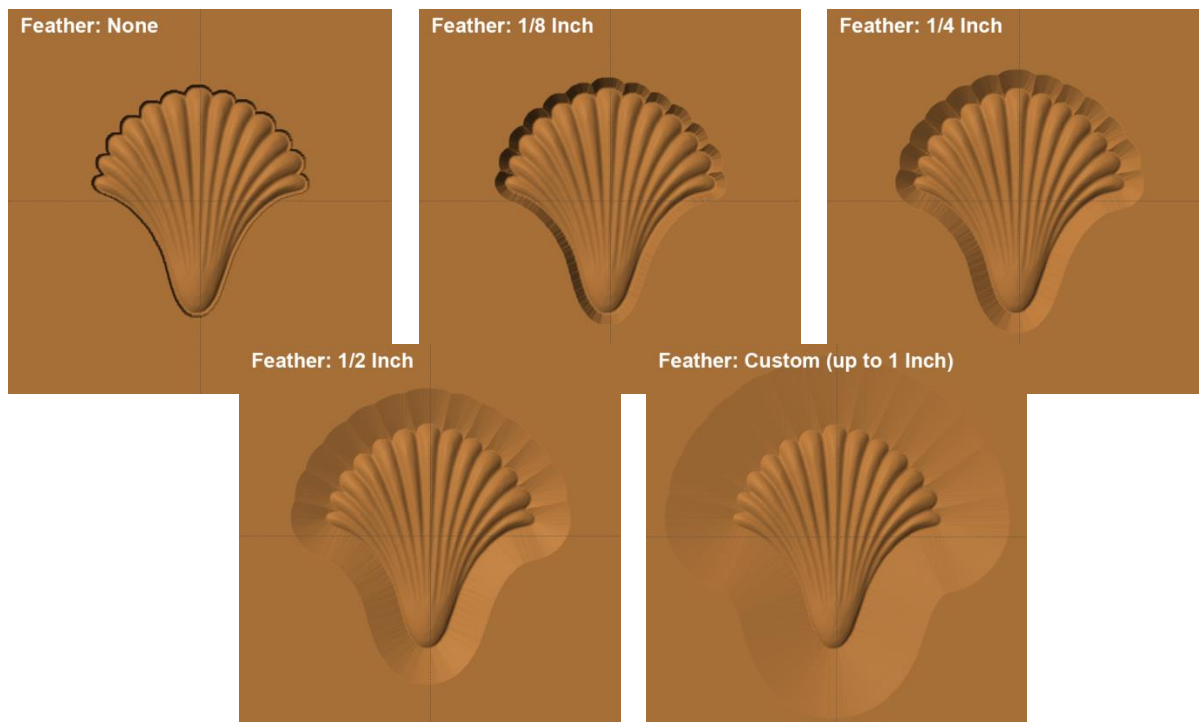 Feather: None
Feather: 1/8 Inch
Feather: 1/4 Inch
Feather: 1/2 Inch
Feather: Custom (up to 1 Inch)